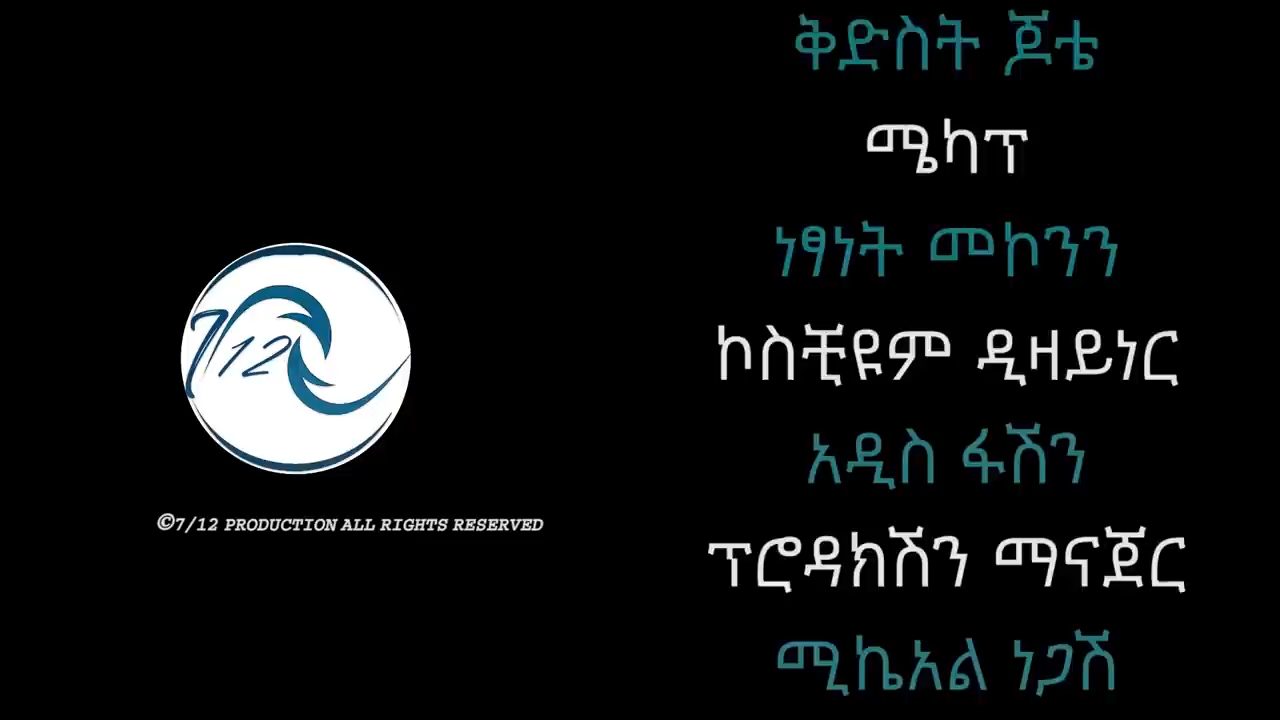 7/12
©7/12 PRODUCTION ALL RIGHTS RESERVED
ቅድስት ጆቴ
ሜካፕ
ነፃነት መኮንን
ኮስቺዩም ዲዛይነር
አዲስ ፋሽን
ፕሮዳክሽን ማናጀር
ሚኬአል ነጋሽ